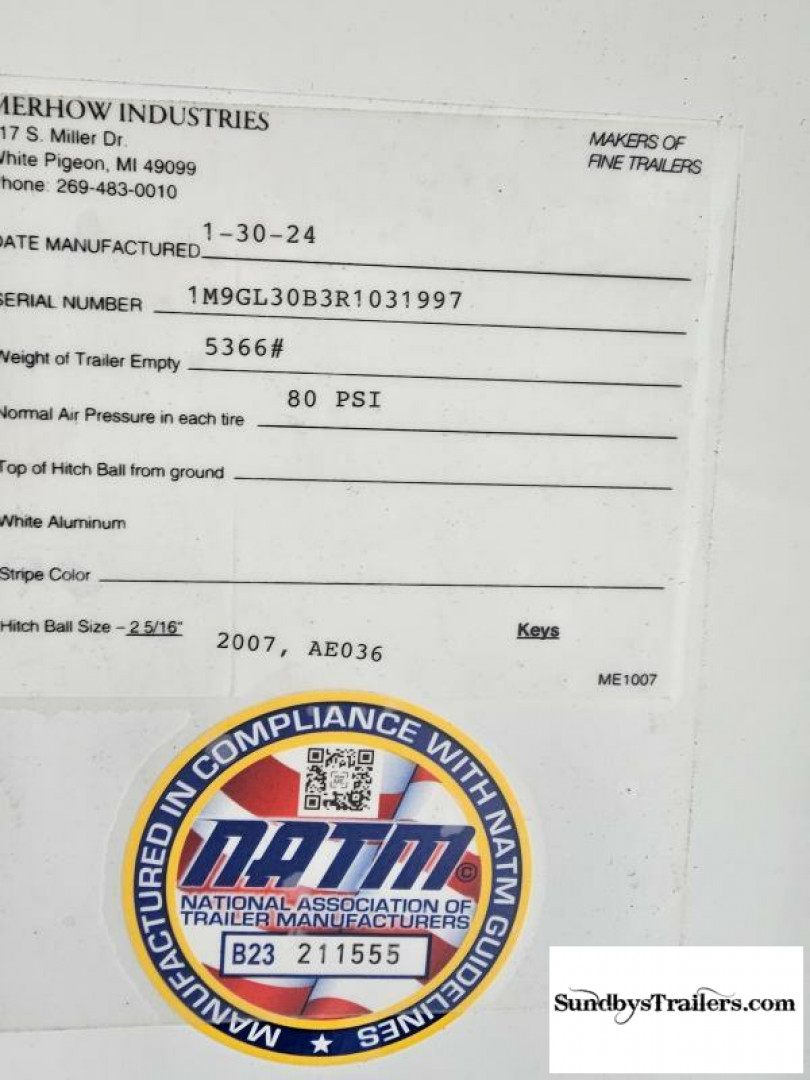 MERHOW INDUSTRIES
17 S. Miller Dr.
White Pigeon, MI 49099
Phone: 269-483-0010
MAKERS OF
FINE TRAILERS
DATE MANUFACTURED 1-30-24
SERIAL NUMBER 1M9GL30B3R1031997
Weight of Trailer Empty 5366#
Normal Air Pressure in each tire 80 PSI
Top of Hitch Ball from ground
White Aluminum
Stripe Color
Hitch Ball Size – 2 5/16" 2007, AE036 Keys
ME1007
MANUFACTURED IN COMPLIANCE WITH NATM GUIDELINES
NATM©
NATIONAL ASSOCIATION OF
TRAILER MANUFACTURERS
B23 211555
SundbysTrailers.com